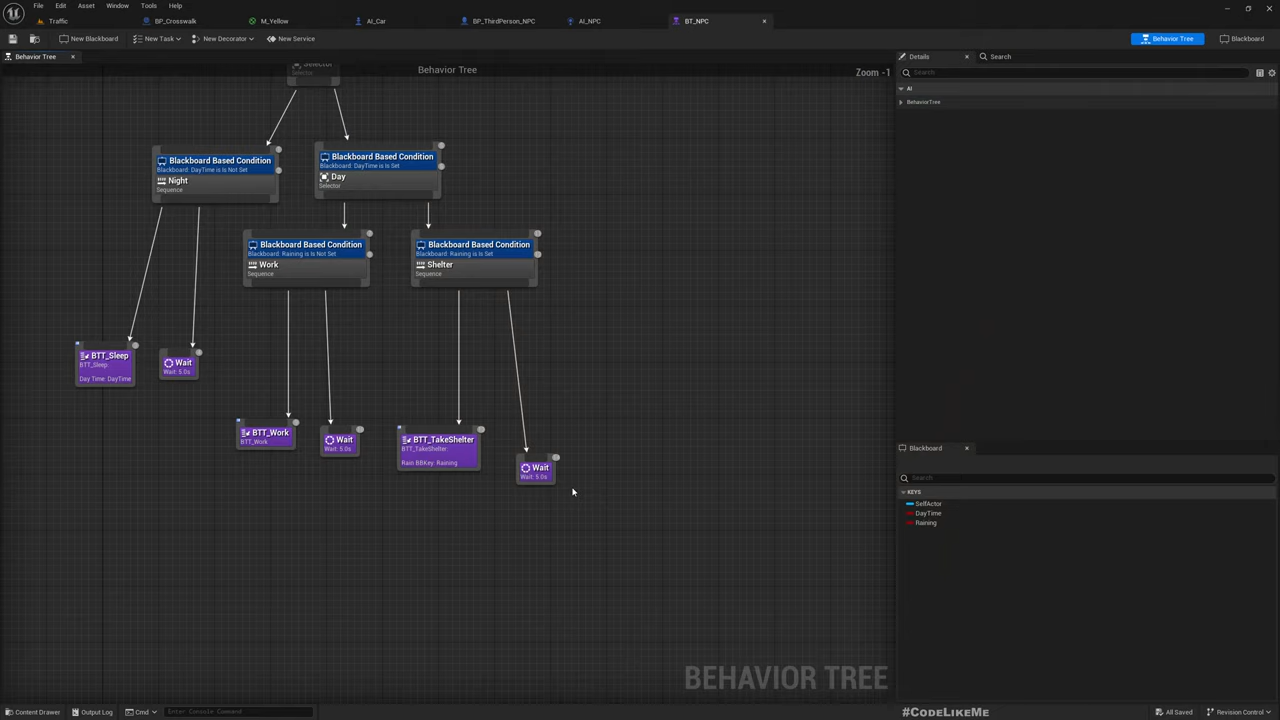 File Edit Asset View Window Tools Help
Traffic
BP_Crosswalk
M_Yellow
AI_Car
BP_ThirdPerson_NPC
AI_NPC
BT_NPC
New Blackboard
New Task
New Decorator
New Service
Behavior Tree
Blackboard
Behavior Tree
Behavior Tree
Zoom -1
Selector
Selector
Blackboard Based Condition
Blackboard: DayTime is Is Not Set
Night
Sequence
Blackboard Based Condition
Blackboard: DayTime is Is Set
Day
Selector
Blackboard Based Condition
Blackboard: Raining is Is Not Set
Work
Sequence
Blackboard Based Condition
Blackboard: Raining is Is Set
Shelter
Sequence
BTT_Sleep
BTT_Sleep:
Day Time: DayTime
Wait
Wait: 5.0s
BTT_Work
BTT_Work
Wait
Wait: 5.0s
BTT_TakeShelter
BTT_TakeShelter:
Rain BBKey: Raining
Wait
Wait: 5.0s
BEHAVIOR TREE
Details
Search
Search
AI
BehaviorTree
Blackboard
Search
KEYS
SelfActor
DayTime
Raining
Content Drawer
Output Log
Cmd
Enter Console Command
#CodeLikeMe
All Saved
Revision Control